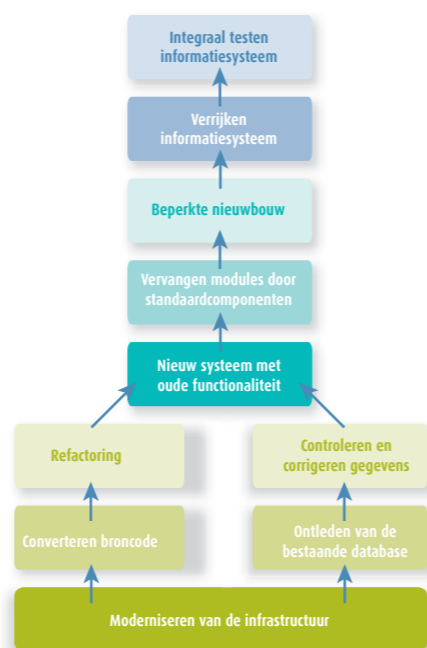 Integraal testen
informatiesysteem
Verrijken
informatiesysteem
Beperkte nieuwbouw
Vervangen modules door
standaardcomponenten
Nieuw systeem met
oude functionaliteit
Refactoring
Controleren en
corrigeren gegevens
Converteren broncode
Ontleden van de
bestaande database
Moderniseren van de infrastructuur